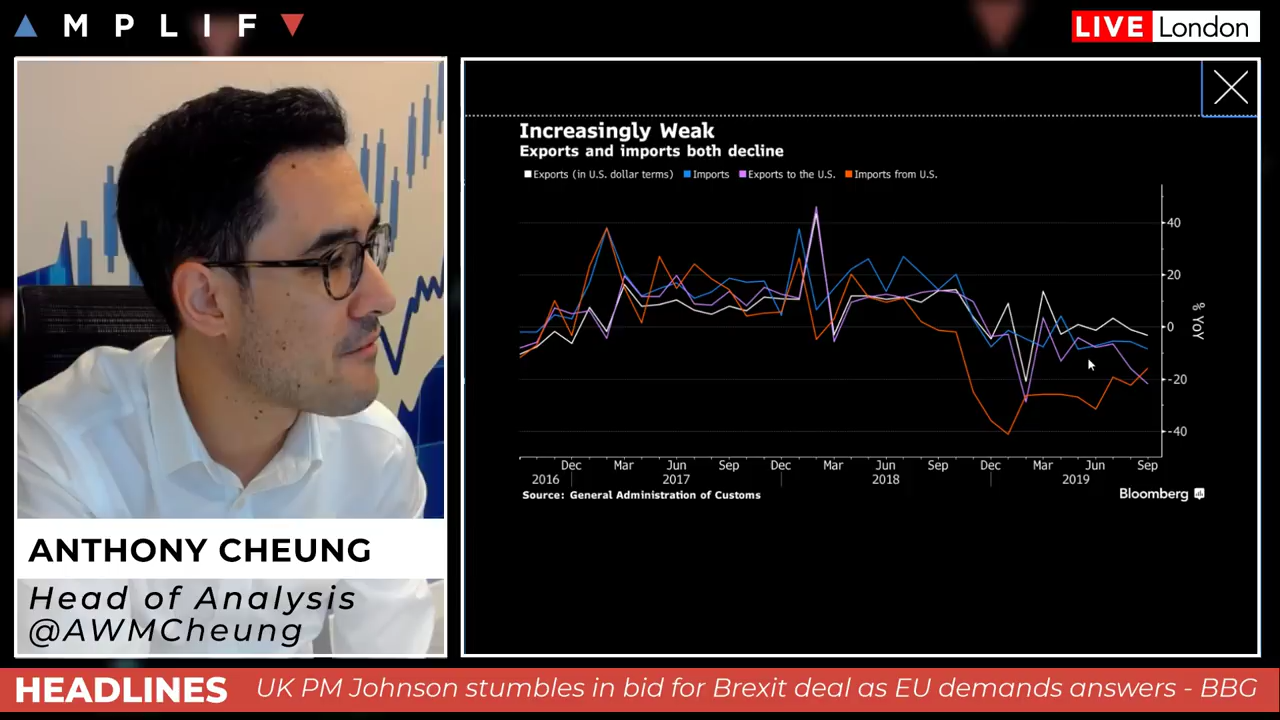 ▲ M P L I F ▼
LIVE London
Increasingly Weak
Exports and imports both decline
Exports (in U.S. dollar terms) Imports Exports to the U.S. Imports from U.S.
40
20
0
-20
-40
% YoY
Dec Mar Jun Sep Dec Mar Jun Sep Dec Mar Jun Sep
2016 2017 2018 2019
Source: General Administration of Customs
Bloomberg
ANTHONY CHEUNG
Head of Analysis
@AWMCheung
HEADLINES UK PM Johnson stumbles in bid for Brexit deal as EU demands answers - BBG